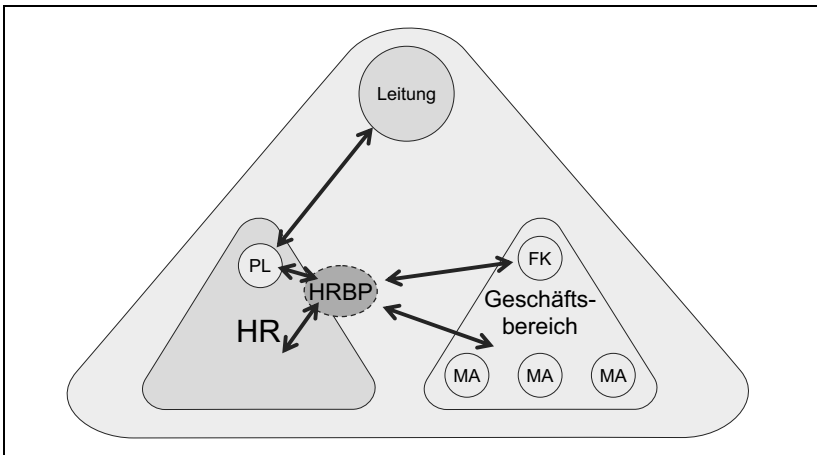 Leitung
PL
FK
HRBP
Geschäfts-
bereich
HR
MA
MA
MA